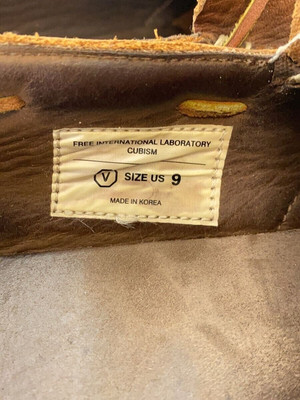 FREE INTERNATIONAL LABORATORY
CUBISM
V SIZE US 9
MADE IN KOREA